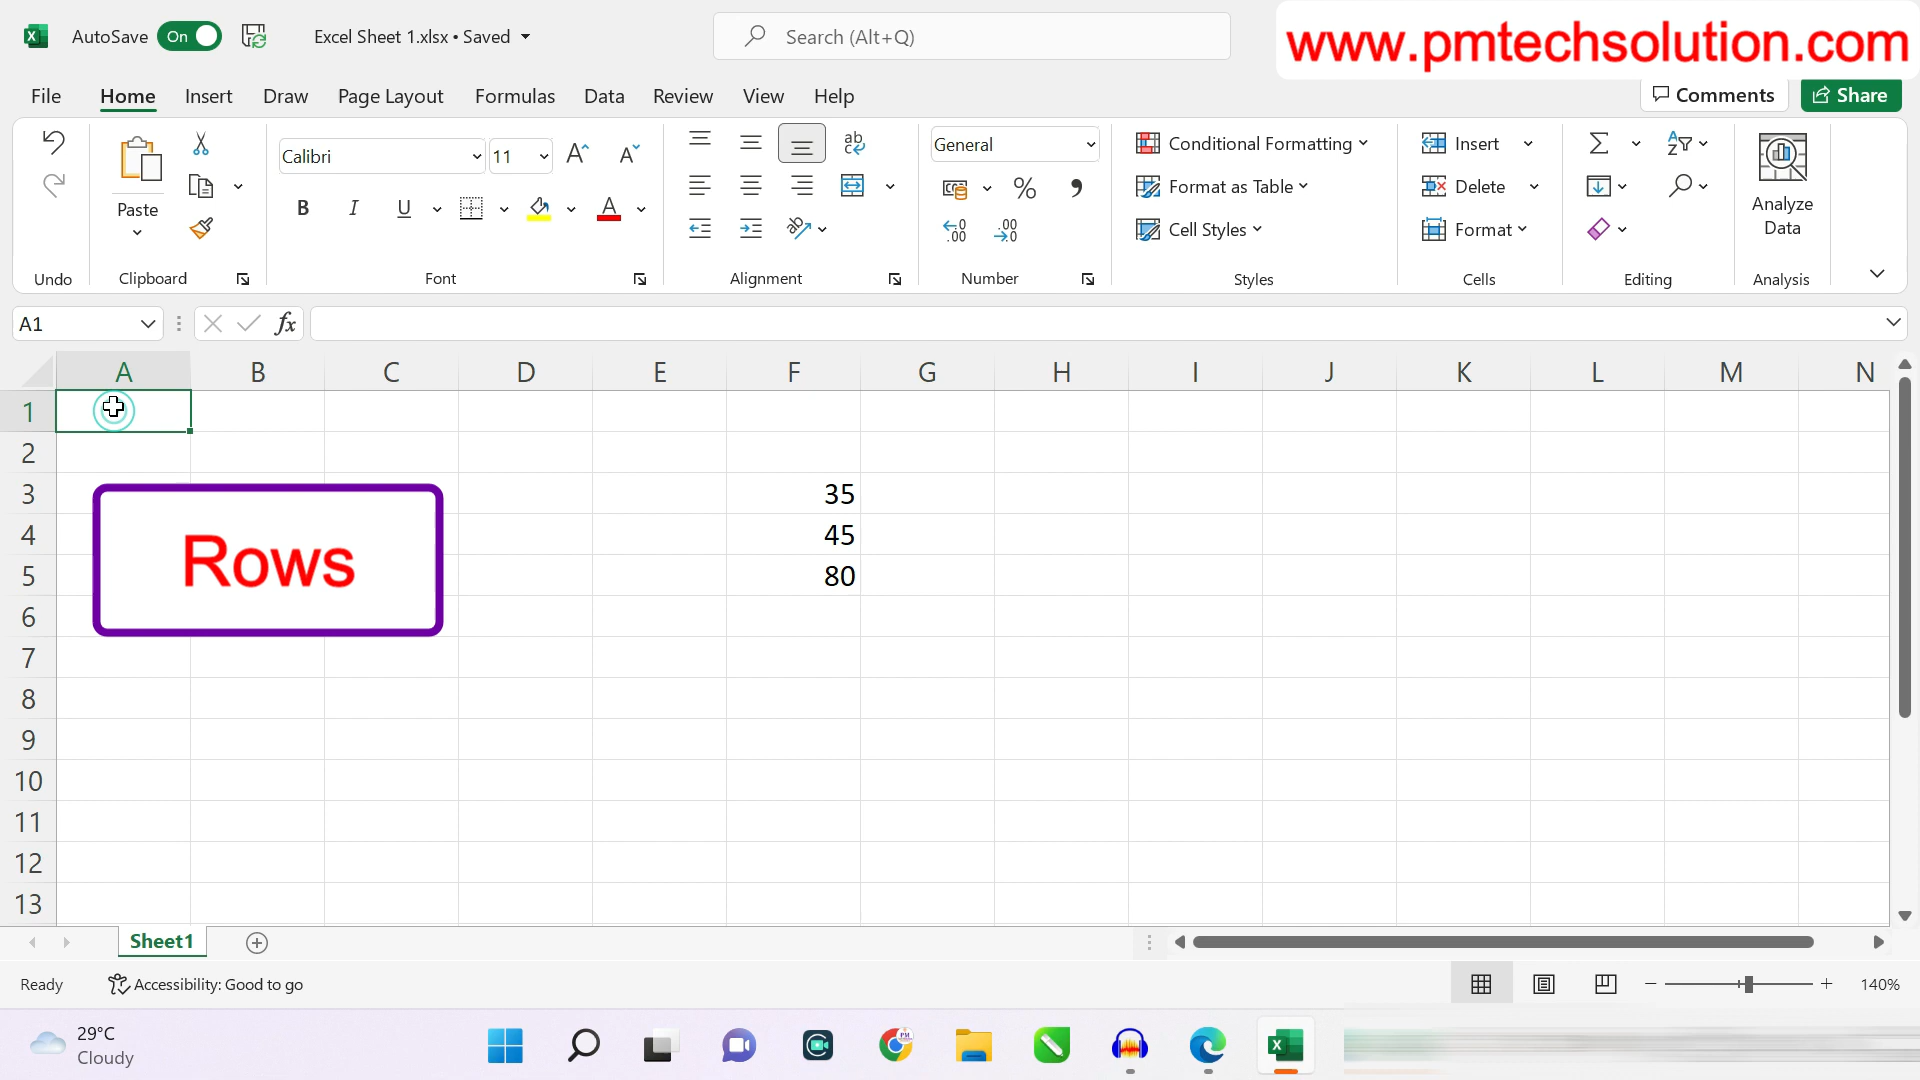 AutoSave On Excel Sheet 1.xlsx • Saved Search (Alt+Q) www.pmtechsolution.com
File Home Insert Draw Page Layout Formulas Data Review View Help Comments Share
Calibri 11 A^ A˅ ab General Conditional Formatting Σ Insert
Paste B I U A % , Format as Table Delete Analyze Data
.00 .00 Cell Styles Format
Undo Clipboard Font Alignment Number Styles Cells Editing Analysis
A1 fx
A B C D E F G H I J K L M N
1
2
3 35
4 45
5 80
Rows
6
7
8
9
10
11
12
13
Sheet1
Ready Accessibility: Good to go 140%
29°C
Cloudy